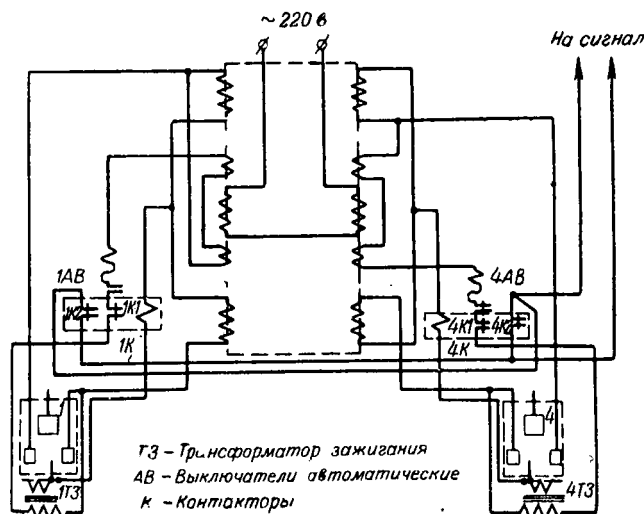 ~ 220 в
На сигнал
1АВ
1К2
1К1
1К
4АВ
4К1
4К2
4К
4
1ТЗ
4ТЗ
ТЗ – Трансформатор зажигания
АВ – Выключатели автоматические
К – Контакторы